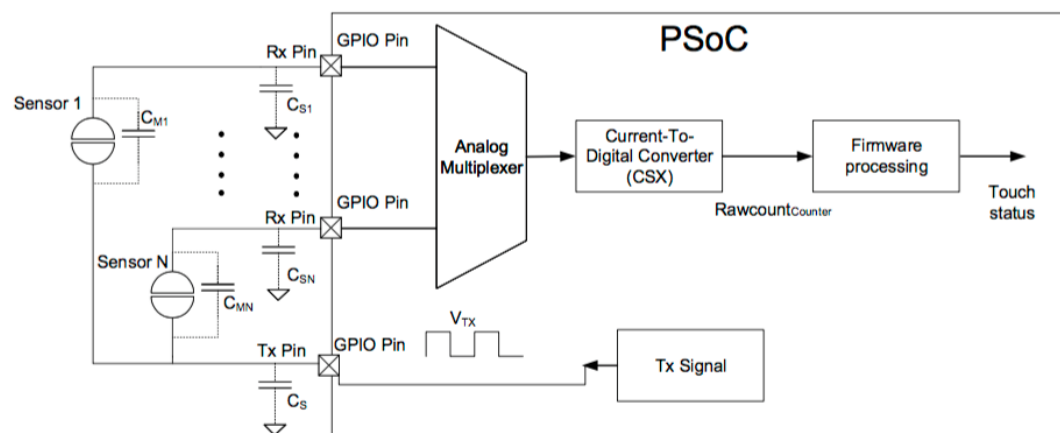 PSoC
GPIO Pin
Rx Pin
Sensor 1
CM1
CS1
Analog
Multiplexer
Current-To-
Digital Converter
(CSX)
Firmware
processing
RawcountCounter
Touch
status
GPIO Pin
Rx Pin
Sensor N
CSN
CMN
VTX
GPIO Pin
Tx Pin
Tx Signal
CS